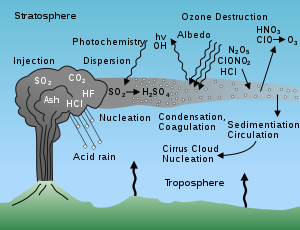 Stratosphere
Ozone Destruction
HNO₃
ClO → O₃
hν
OH
Albedo
Photochemistry
N₂O₅
ClONO₂
HCl
Injection
Dispersion
SO₂
CO₂
HF
Ash
HCl
SO₂ → H₂SO₄
Nucleation
Condensation,
Coagulation
Sedimentation
Circulation
Acid rain
Cirrus Cloud
Nucleation
Troposphere